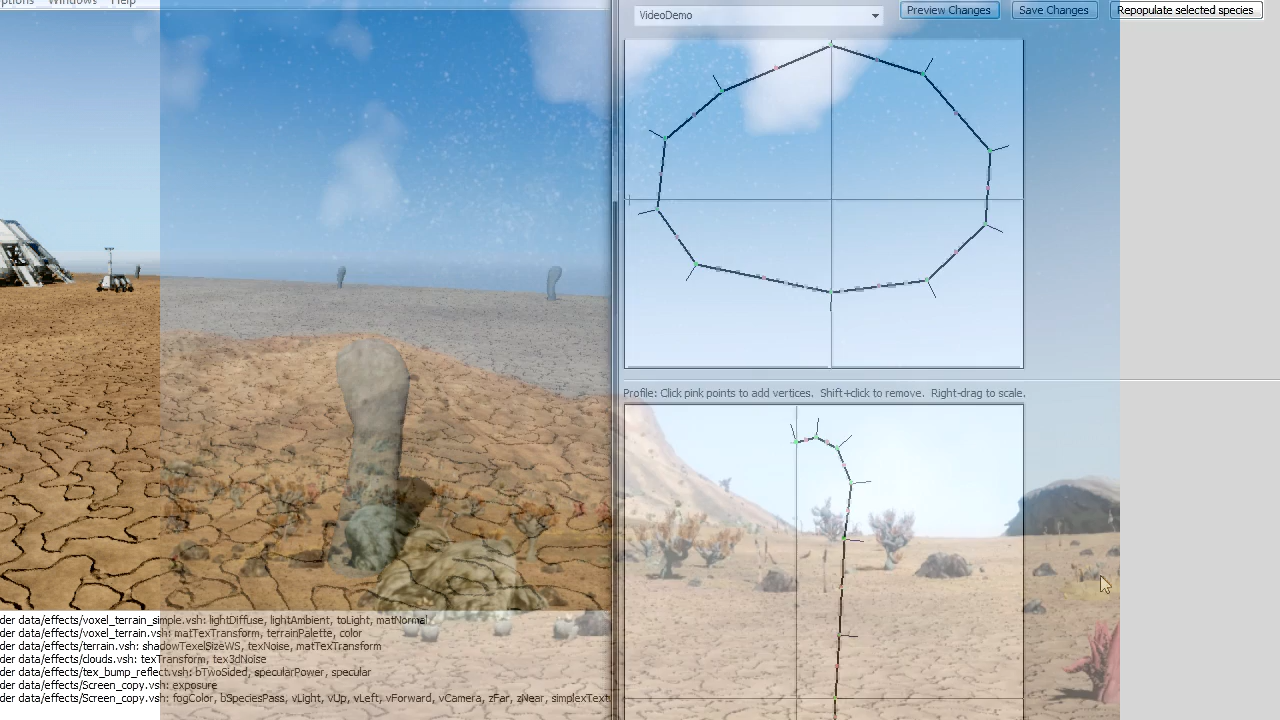 ptions Windows Help
VideoDemo
Preview Changes
Save Changes
Repopulate selected species
Profile: Click pink points to add vertices. Shift+click to remove. Right-drag to scale.
der data/effects/voxel_terrain_simple.vsh: lightDiffuse, lightAmbient, toLight, matNormal
der data/effects/voxel_terrain.vsh: matTexTransform, terrainPalette, color
der data/effects/terrain.vsh: shadowTexelSizeWS, texNoise, matTexTransform
der data/effects/clouds.vsh: texTransform, tex3dNoise
der data/effects/tex_bump_reflect.vsh: bTwoSided, specularPower, specular
der data/effects/Screen_copy.vsh: exposure
der data/effects/Screen_copy.vsh: fogColor, bSpeciesPass, vLight, vUp, vLeft, vForward, vCamera, zFar, zNear, simplexText